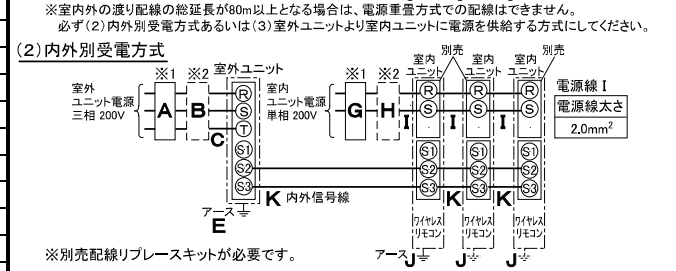 ※室内外の渡り配線の総延長が80m以上となる場合は、電源重畳方式での配線はできません。
必ず(2)内外別受電方式あるいは(3)室外ユニットより室内ユニットに電源を供給する方式にしてください。
(2)内外別受電方式
※1 ※2 室外ユニット
室外
ユニット電源
三相 200V
A B C
R
S
T
S1
S2
S3
アース
E
※1 ※2
室内
ユニット電源
単相 200V
G H
別売 別売
室内
ユニット
室内
ユニット
室内
ユニット
R R R
S S S
I I I
S1 S1 S1
S2 S2 S2
S3 S3 S3
K 内外信号線 K K
ワイヤレス
リモコン
ワイヤレス
リモコン
ワイヤレス
リモコン
アース J J J
電源線 I
電源線太さ
2.0mm²
※別売配線リプレースキットが必要です。